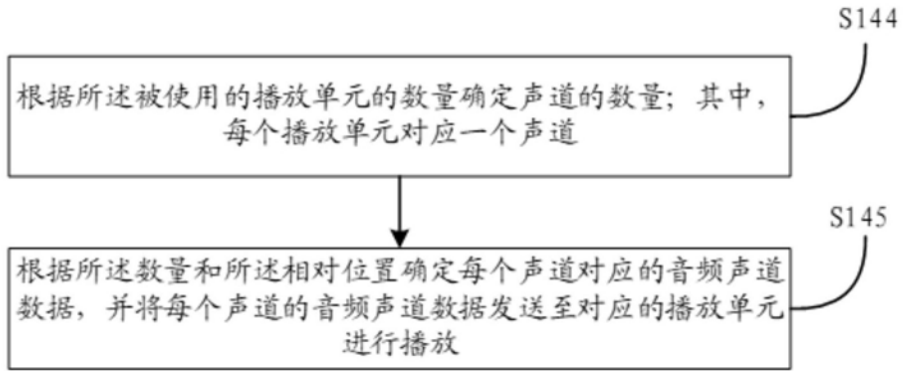 S144
根据所述被使用的播放单元的数量确定声道的数量；其中，
每个播放单元对应一个声道
S145
根据所述数量和所述相对位置确定每个声道对应的音频声道
数据，并将每个声道的音频声道数据发送至对应的播放单元
进行播放